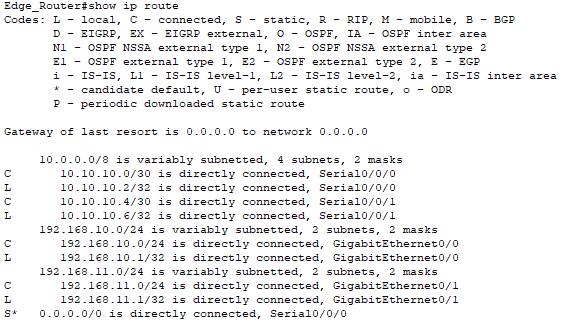 Edge_Router#show ip route
Codes: L - local, C - connected, S - static, R - RIP, M - mobile, B - BGP
       D - EIGRP, EX - EIGRP external, O - OSPF, IA - OSPF inter area
       N1 - OSPF NSSA external type 1, N2 - OSPF NSSA external type 2
       E1 - OSPF external type 1, E2 - OSPF external type 2, E - EGP
       i - IS-IS, L1 - IS-IS level-1, L2 - IS-IS level-2, ia - IS-IS inter area
       * - candidate default, U - per-user static route, o - ODR
       P - periodic downloaded static route

Gateway of last resort is 0.0.0.0 to network 0.0.0.0

     10.0.0.0/8 is variably subnetted, 4 subnets, 2 masks
C       10.10.10.0/30 is directly connected, Serial0/0/0
L       10.10.10.2/32 is directly connected, Serial0/0/0
C       10.10.10.4/30 is directly connected, Serial0/0/1
L       10.10.10.6/32 is directly connected, Serial0/0/1
     192.168.10.0/24 is variably subnetted, 2 subnets, 2 masks
C       192.168.10.0/24 is directly connected, GigabitEthernet0/0
L       192.168.10.1/32 is directly connected, GigabitEthernet0/0
     192.168.11.0/24 is variably subnetted, 2 subnets, 2 masks
C       192.168.11.0/24 is directly connected, GigabitEthernet0/1
L       192.168.11.1/32 is directly connected, GigabitEthernet0/1
S*   0.0.0.0/0 is directly connected, Serial0/0/0